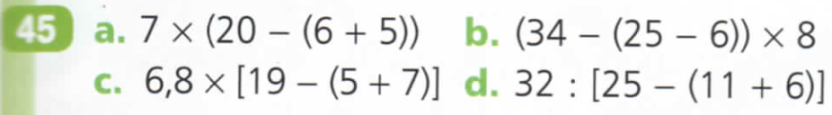 45 a. 7 × (20 – (6 + 5)) b. (34 – (25 – 6)) × 8
c. 6,8 × [19 – (5 + 7)] d. 32 : [25 – (11 + 6)]